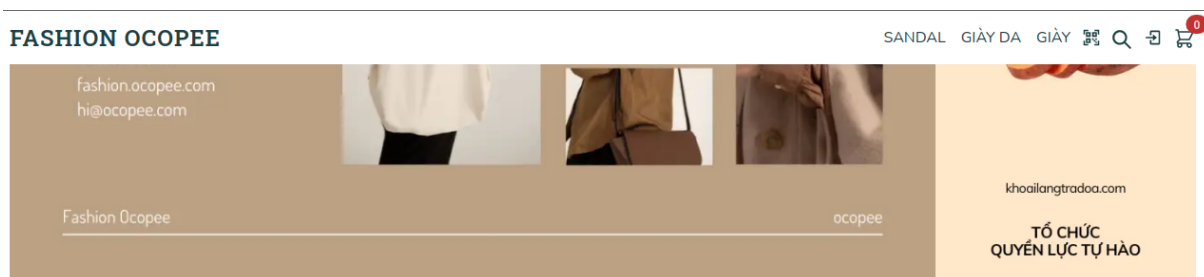 FASHION OCOPEE
SANDAL GIÀY DA GIÀY
0
fashion.ocopee.com
hi@ocopee.com
Fashion Ocopee
ocopee
khoailangtradoa.com
TỔ CHỨC
QUYỀN LỰC TỰ HÀO